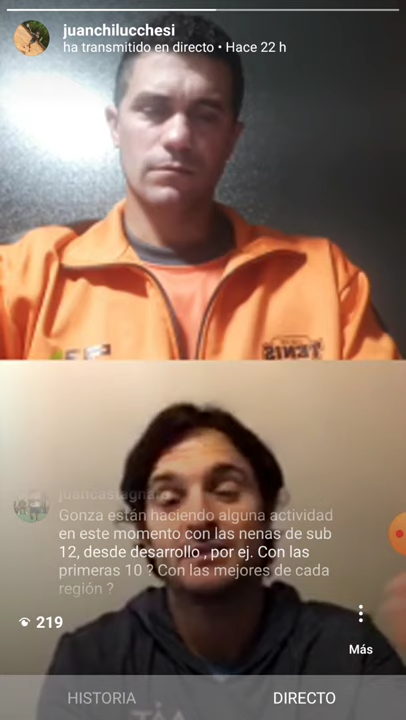 juanchilucchesi
ha transmitido en directo • Hace 22 h
TENIS
juancastagnar
Gonza están haciendo alguna actividad
en este momento con las nenas de sub
12, desde desarrollo , por ej. Con las
primeras 10 ? Con las mejores de cada
región ?
219
Más
HISTORIA
DIRECTO